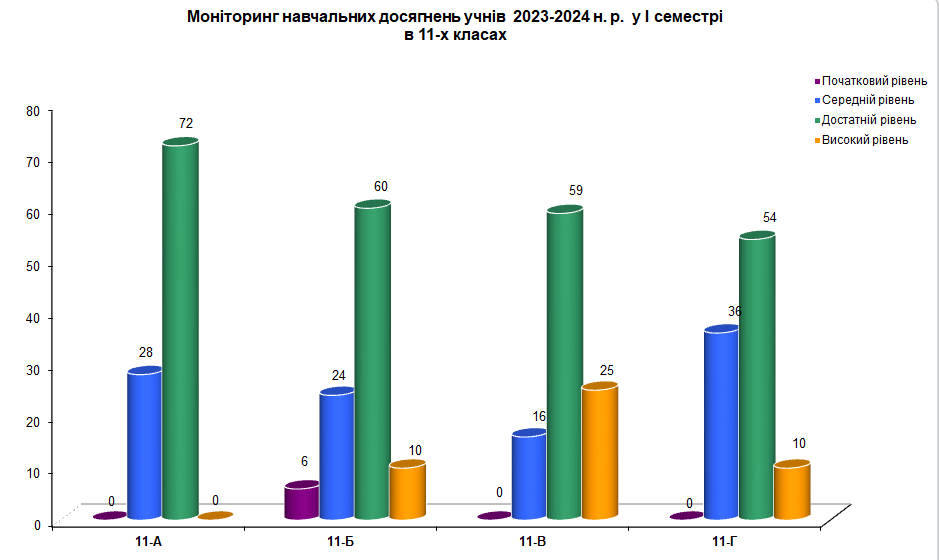 Моніторинг навчальних досягнень учнів 2023-2024 н. р. у І семестрі
в 11-х класах
Початковий рівень
Середній рівень
Достатній рівень
Високий рівень
80
70
60
50
40
30
20
10
0
0
28
72
0
6
24
60
10
0
16
59
25
0
36
54
10
11-А
11-Б
11-В
11-Г